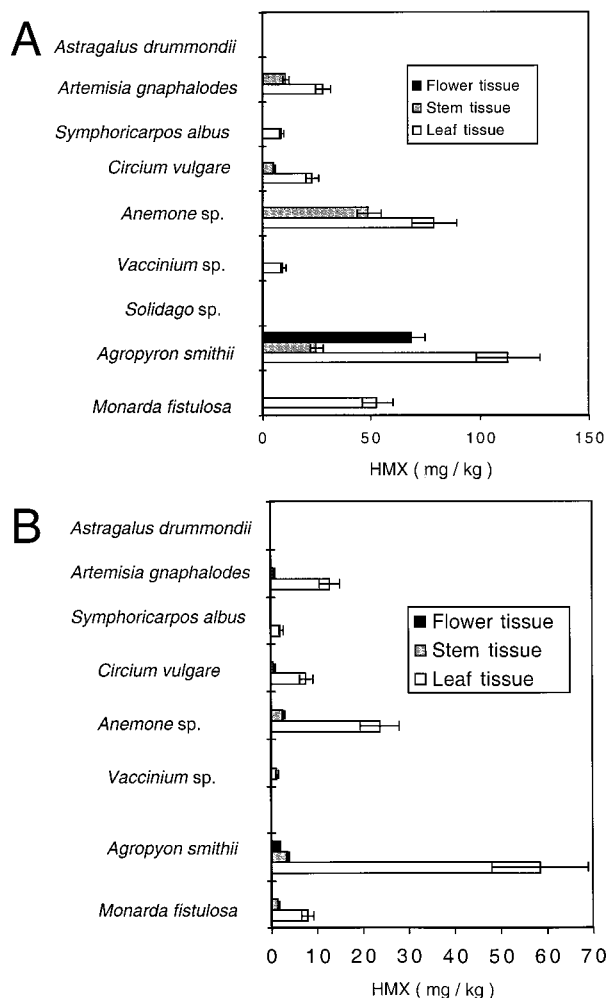 A
Astragalus drummondii
Artemisia gnaphalodes
Symphoricarpos albus
Circium vulgare
Anemone sp.
Vaccinium sp.
Solidago sp.
Agropyron smithii
Monarda fistulosa
Flower tissue
Stem tissue
Leaf tissue
0 50 100 150
HMX ( mg / kg )
B
Astragalus drummondii
Artemisia gnaphalodes
Symphoricarpos albus
Circium vulgare
Anemone sp.
Vaccinium sp.
Agropyon smithii
Monarda fistulosa
Flower tissue
Stem tissue
Leaf tissue
0 10 20 30 40 50 60 70
HMX ( mg / kg )